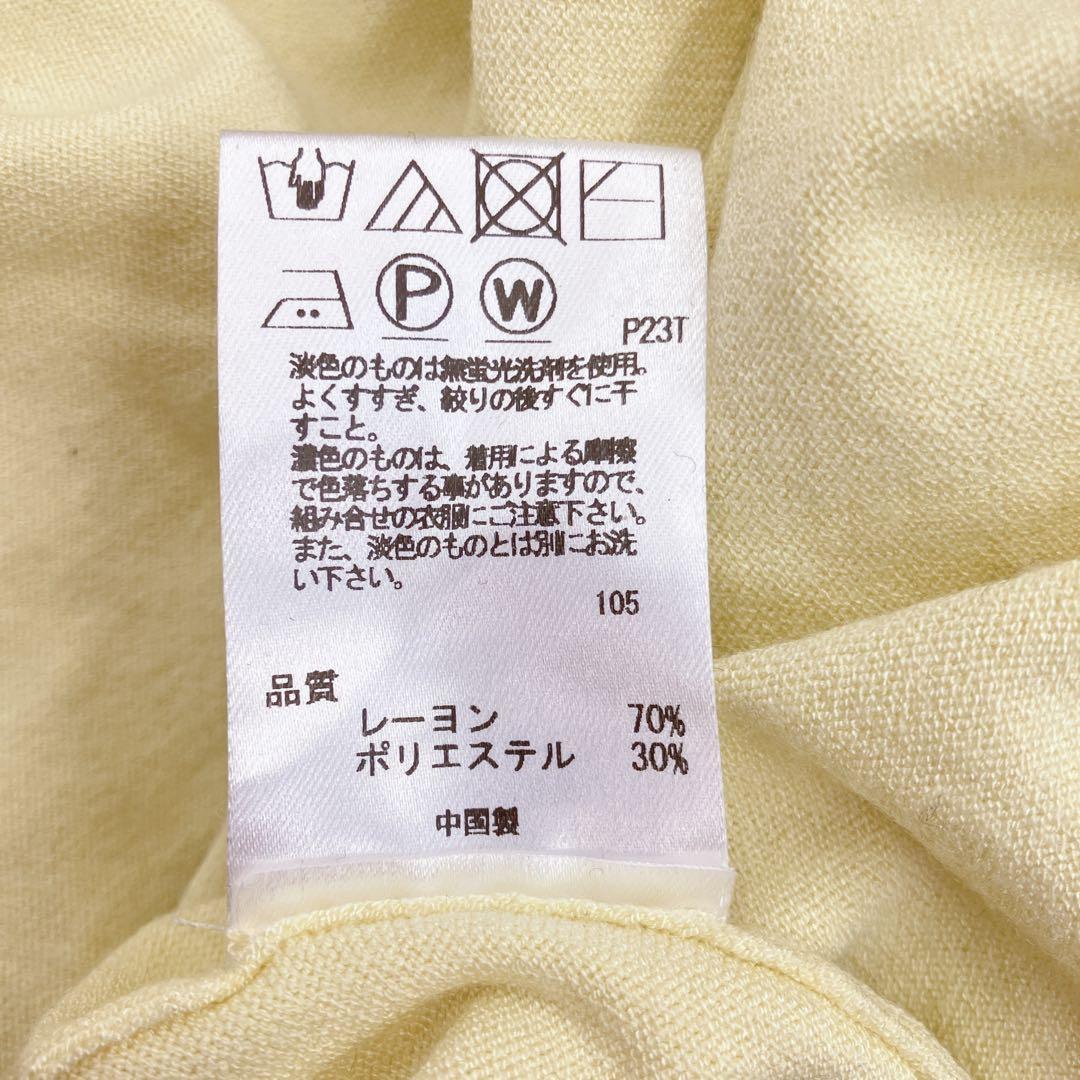 P W
P23T
淡色のものは無蛍光洗剤を使用。
よくすすぎ、絞りの後すぐに干
すこと。
濃色のものは、着用による摩擦
で色落ちする事がありますので、
組み合せの衣服にご注意下さい。
また、淡色のものとは別にお洗
い下さい。
105
品質
レーヨン 70%
ポリエステル 30%
中国製